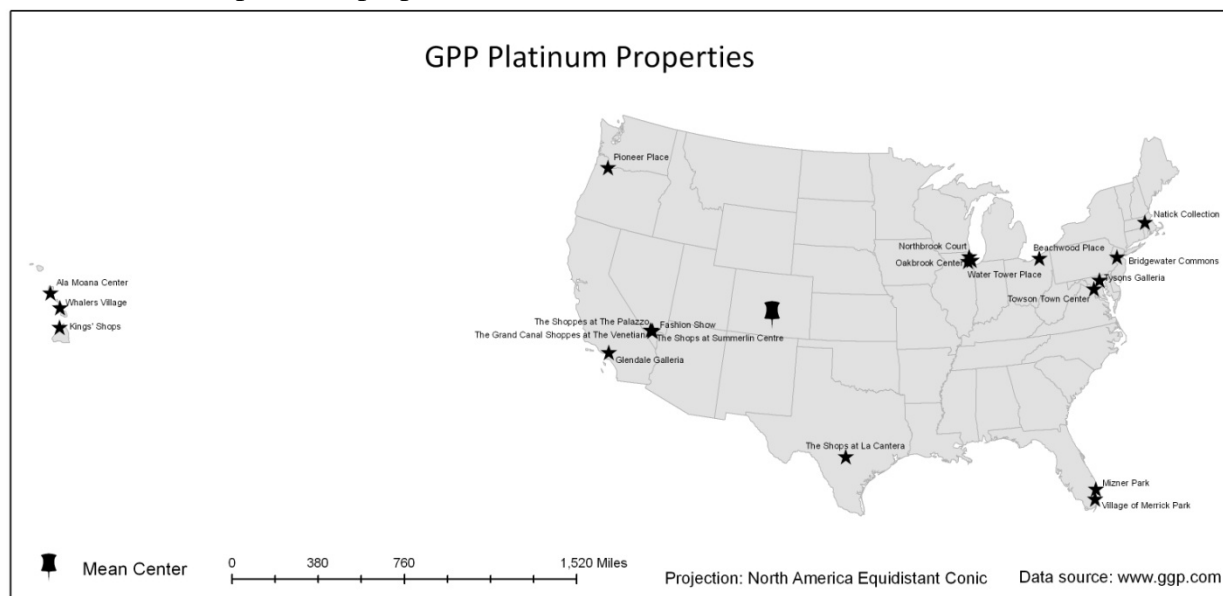 GPP Platinum Properties
Pioneer Place
Natick Collection
Northbrook Court
Beachwood Place
Oakbrook Center
Bridgewater Commons
Water Tower Place
Tysons Galleria
Ala Moana Center
Towson Town Center
Whalers Village
The Shoppes at The Palazzo
Fashion Show
Kings' Shops
The Grand Canal Shoppes at The Venetian
The Shops at Summerlin Centre
Glendale Galleria
The Shops at La Cantera
Mizner Park
Village of Merrick Park
Mean Center
0 380 760 1,520 Miles
Projection: North America Equidistant Conic
Data source: www.ggp.com